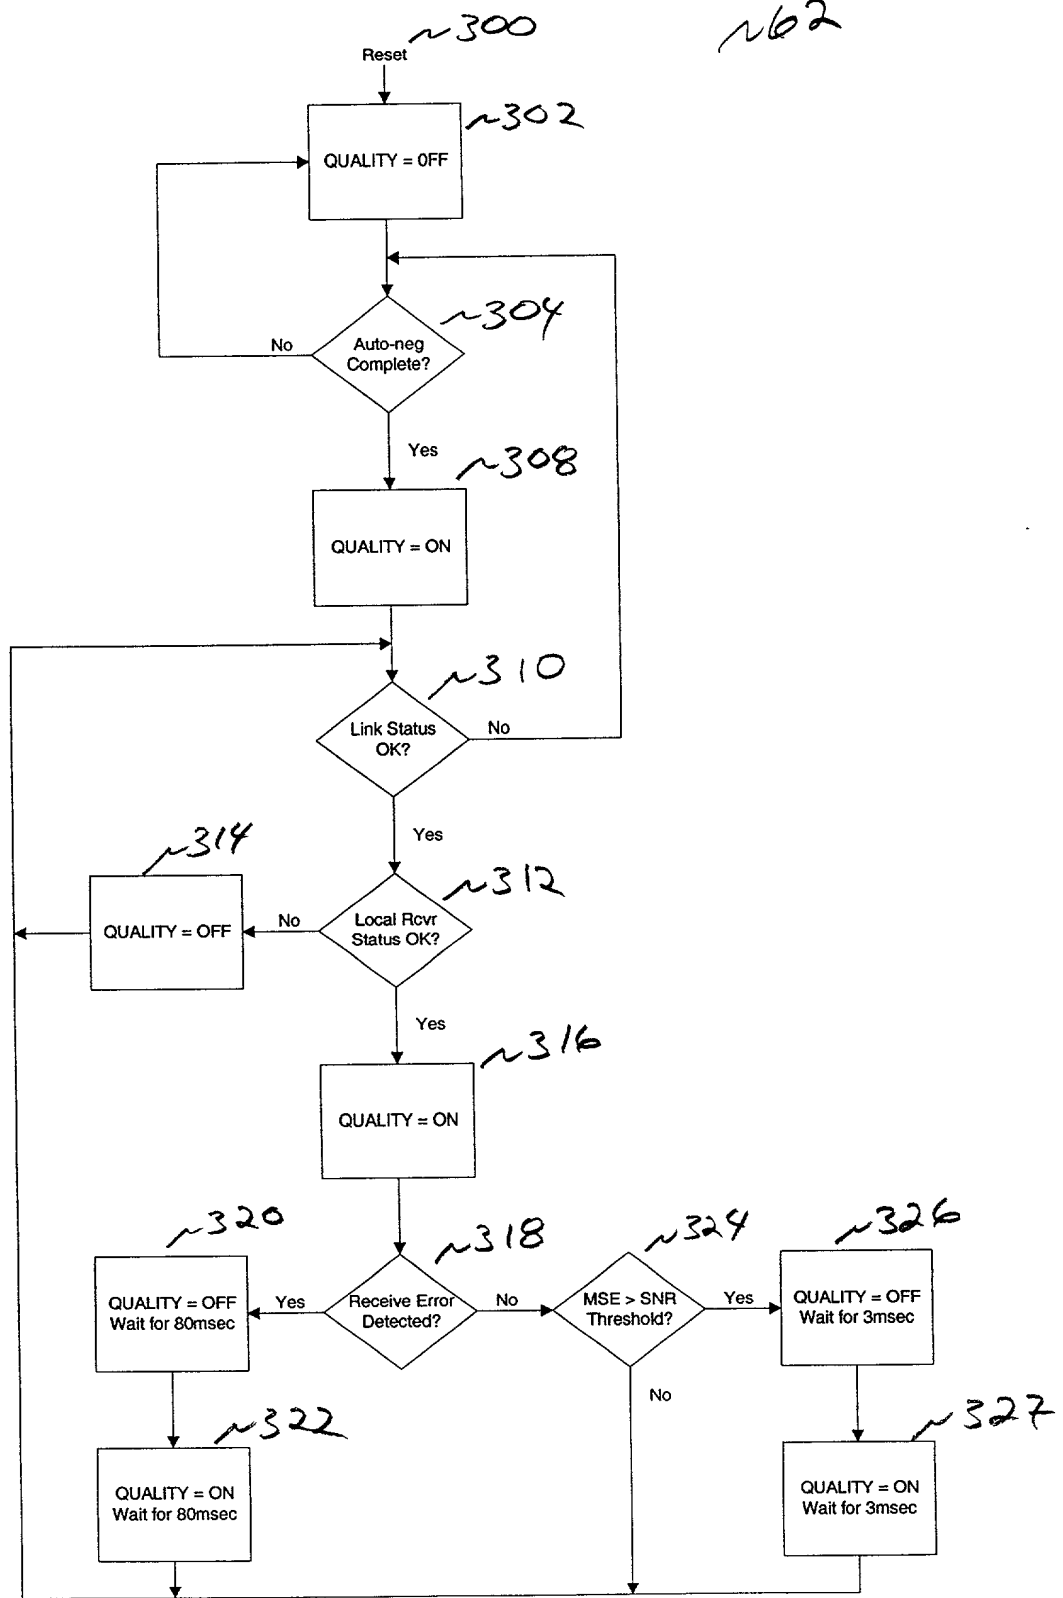 ~300
~62
Reset
~302
QUALITY = OFF
~304
Auto-neg
Complete?
No
Yes
~308
QUALITY = ON
~310
Link Status
OK?
No
Yes
~314
~312
QUALITY = OFF
No
Local Rcvr
Status OK?
Yes
~316
QUALITY = ON
~320
~318
~324
~326
QUALITY = OFF
Wait for 80msec
Yes
Receive Error
Detected?
No
MSE > SNR
Threshold?
Yes
QUALITY = OFF
Wait for 3msec
No
~322
~327
QUALITY = ON
Wait for 80msec
QUALITY = ON
Wait for 3msec